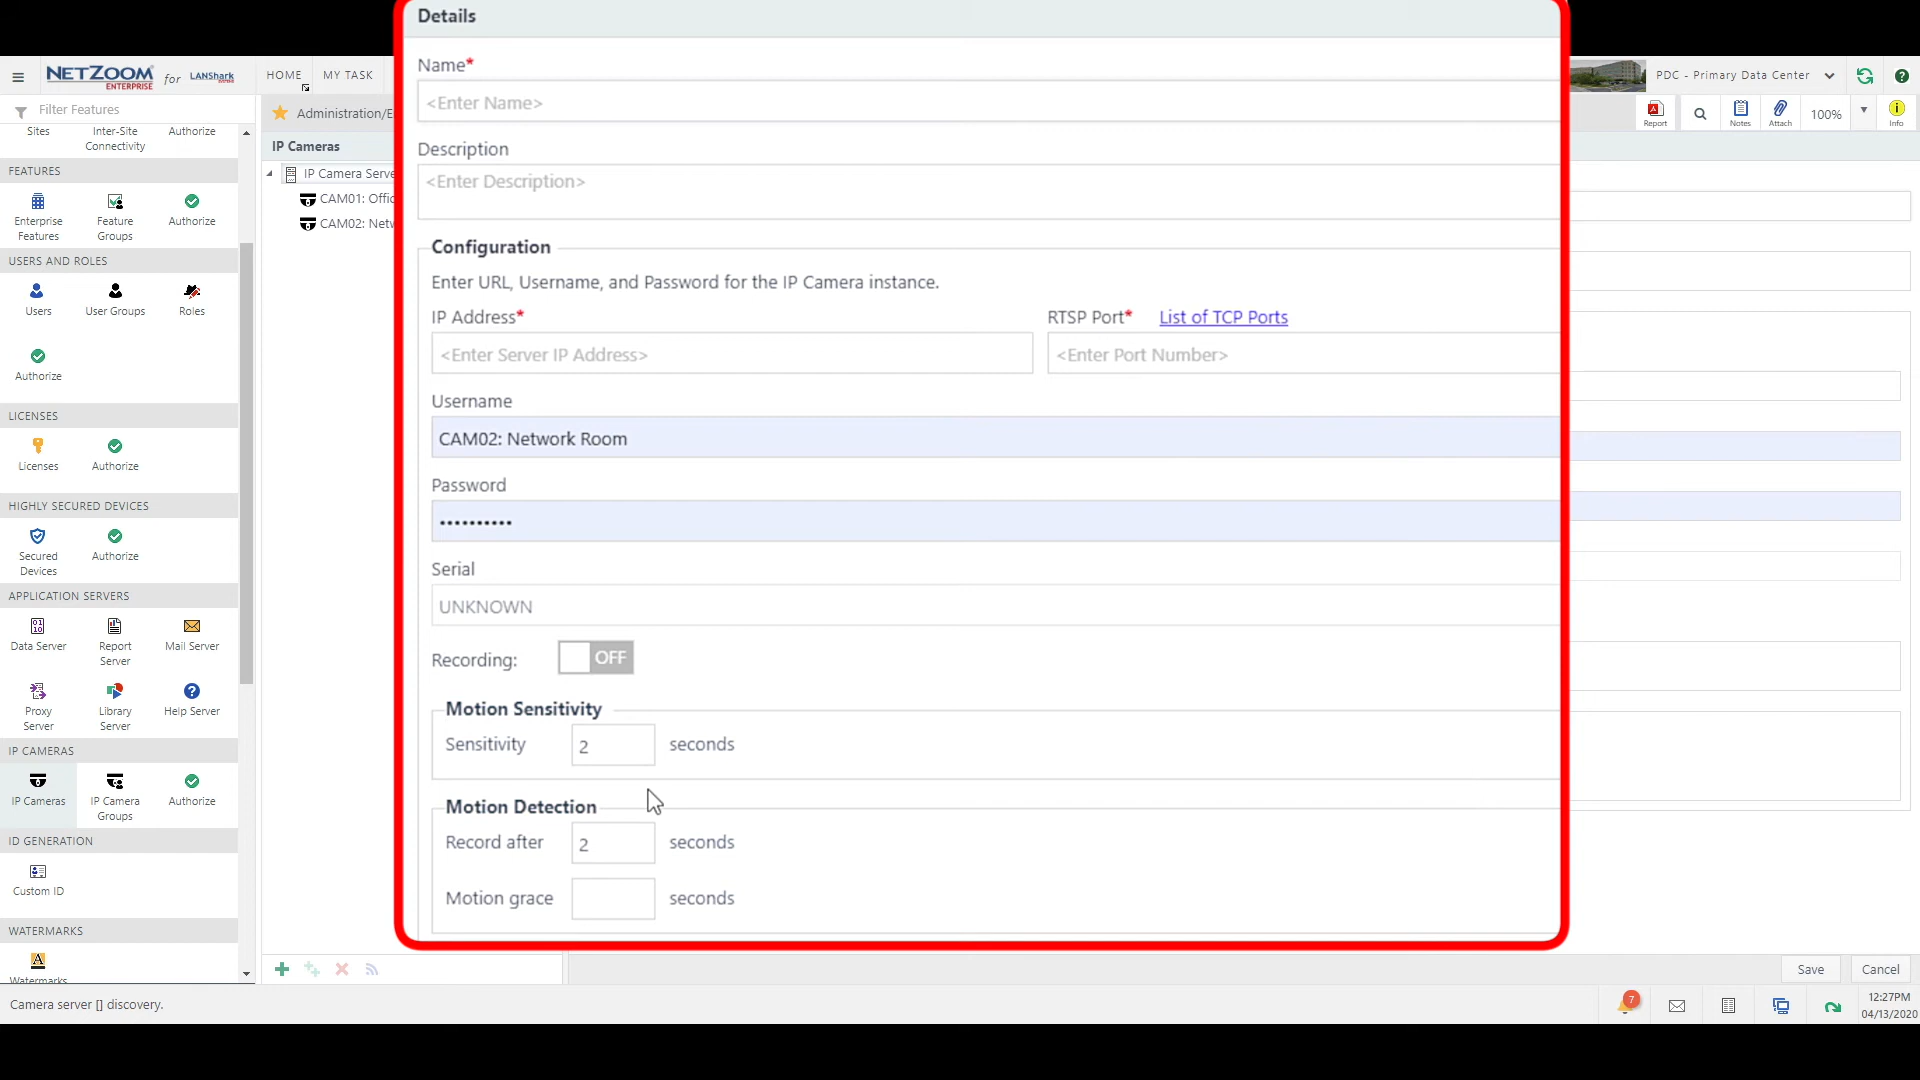 Details
Name*
<Enter Name>
Description
<Enter Description>
Configuration
Enter URL, Username, and Password for the IP Camera instance.
IP Address*
RTSP Port* List of TCP Ports
<Enter Server IP Address>
<Enter Port Number>
Username
CAM02: Network Room
Password
••••••••••
Serial
UNKNOWN
Recording: OFF
Motion Sensitivity
Sensitivity 2 seconds
Motion Detection
Record after 2 seconds
Motion grace seconds
NETZOOM ENTERPRISE for LANShark
HOME MY TASK
PDC - Primary Data Center
Filter Features
Administration/E
Report
Notes
Attach
100%
Info
Sites
Inter-Site
Connectivity
Authorize
IP Cameras
IP Camera Serve
CAM01: Offic
CAM02: Netw
FEATURES
Enterprise
Features
Feature
Groups
Authorize
USERS AND ROLES
Users
User Groups
Roles
Authorize
LICENSES
Licenses
Authorize
HIGHLY SECURED DEVICES
Secured
Devices
Authorize
APPLICATION SERVERS
01
10
Data Server
Report
Server
Mail Server
Proxy
Server
Library
Server
Help Server
IP CAMERAS
IP Cameras
IP Camera
Groups
Authorize
ID GENERATION
Custom ID
WATERMARKS
A
Watermarks
Save
Cancel
Camera server [] discovery.
7
12:27PM
04/13/2020